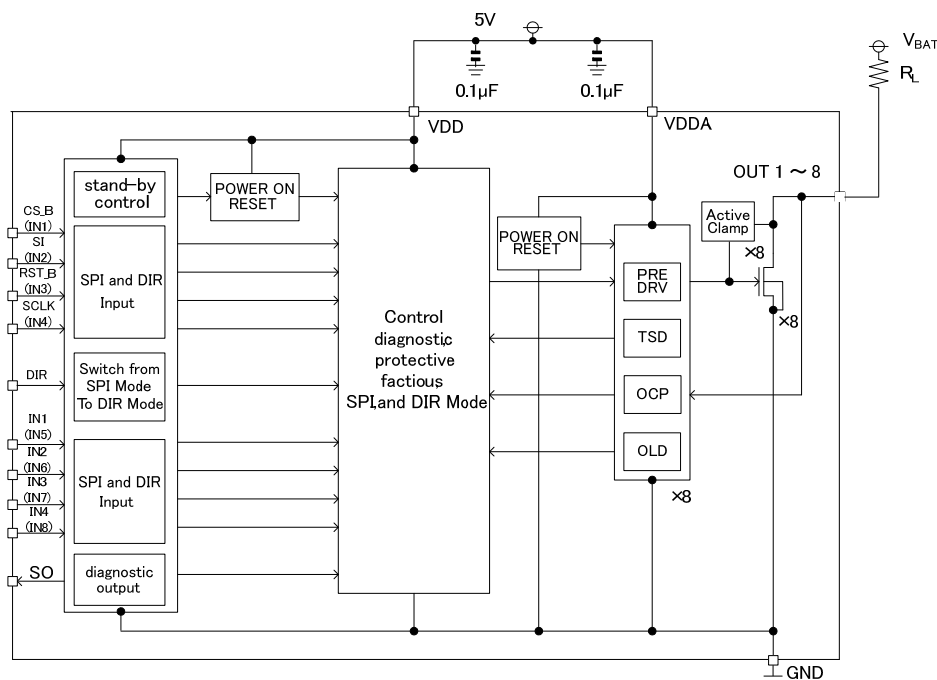 5V
V_BAT
R_L
0.1μF
0.1μF
VDD
VDDA
OUT 1 ～ 8
stand-by
control
POWER ON
RESET
CS_B
(IN1)
SI
(IN2)
RST_B
(IN3)
SCLK
(IN4)
SPI and DIR
Input
Active
Clamp
×8
POWER ON
RESET
PRE
DRV
×8
Control
diagnostic
protective
factious,
SPI,and DIR Mode
TSD
DIR
Switch from
SPI Mode
To DIR Mode
OCP
IN1
(IN5)
IN2
(IN6)
IN3
(IN7)
IN4
(IN8)
SPI and DIR
Input
OLD
×8
SO
diagnostic
output
GND